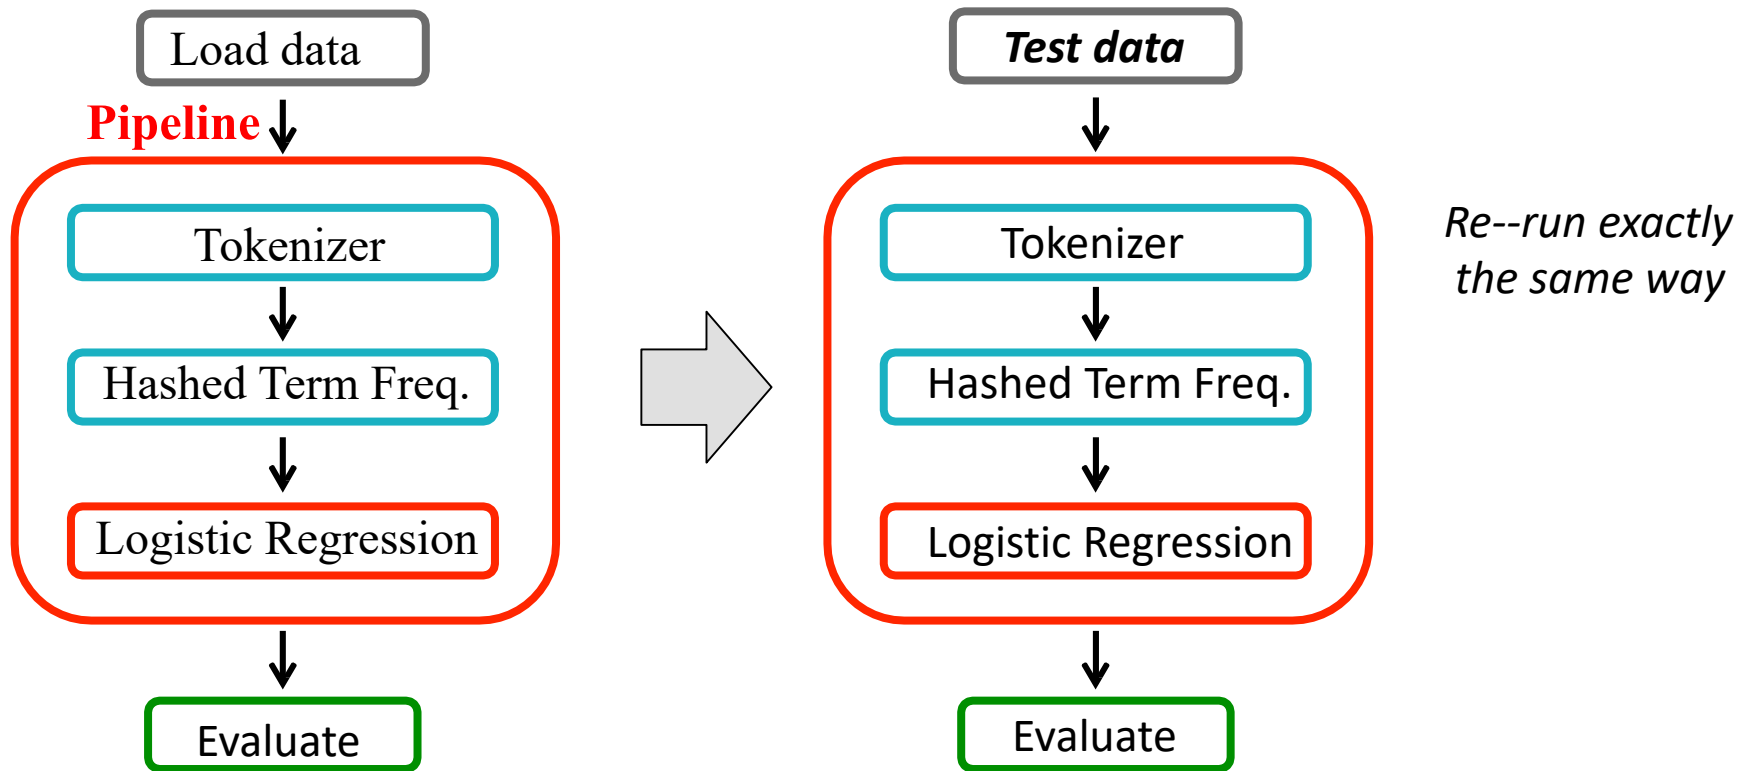 Load data
Pipeline
Tokenizer
Hashed Term Freq.
Logistic Regression
Evaluate
Test data
Tokenizer
Hashed Term Freq.
Logistic Regression
Evaluate
Re--run exactly
the same way